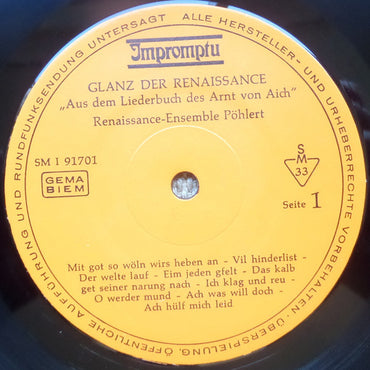 Impromptu
GLANZ DER RENAISSANCE
„Aus dem Liederbuch des Arnt von Aich"
Renaissance-Ensemble Pöhlert
SM I 91701
GEMA
BIEM
S
M
33
Seite 1
Mit got so wöln wirs heben an - Vil hinderlist -
Der welte lauf - Eim jeden gfelt - Das kalb
get seiner narung nach - Ich klag und reu -
O werder mund - Ach was will doch -
Ach hülf mich leid
ALLE HERSTELLER- UND URHEBERRECHTE VORBEHALTEN · ÜBERSPIELUNG, ÖFFENTLICHE AUFFÜHRUNG UND RUNDFUNKSENDUNG UNTERSAGT